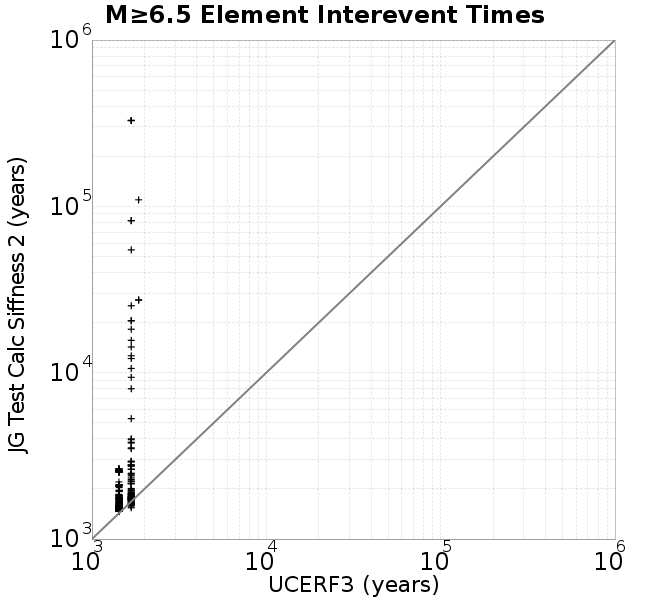 M≥6.5 Element Interevent Times
10^6
10^5
10^4
10^3
JG Test Calc Siffness 2 (years)
10^3 10^4 10^5 10^6
UCERF3 (years)